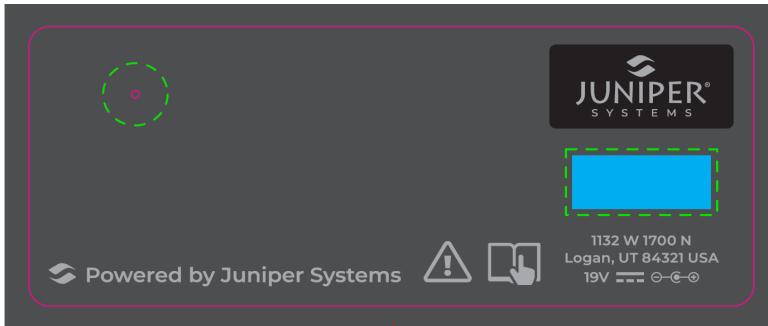 JUNIPER®
SYSTEMS
1132 W 1700 N
Logan, UT 84321 USA
19V
Powered by Juniper Systems